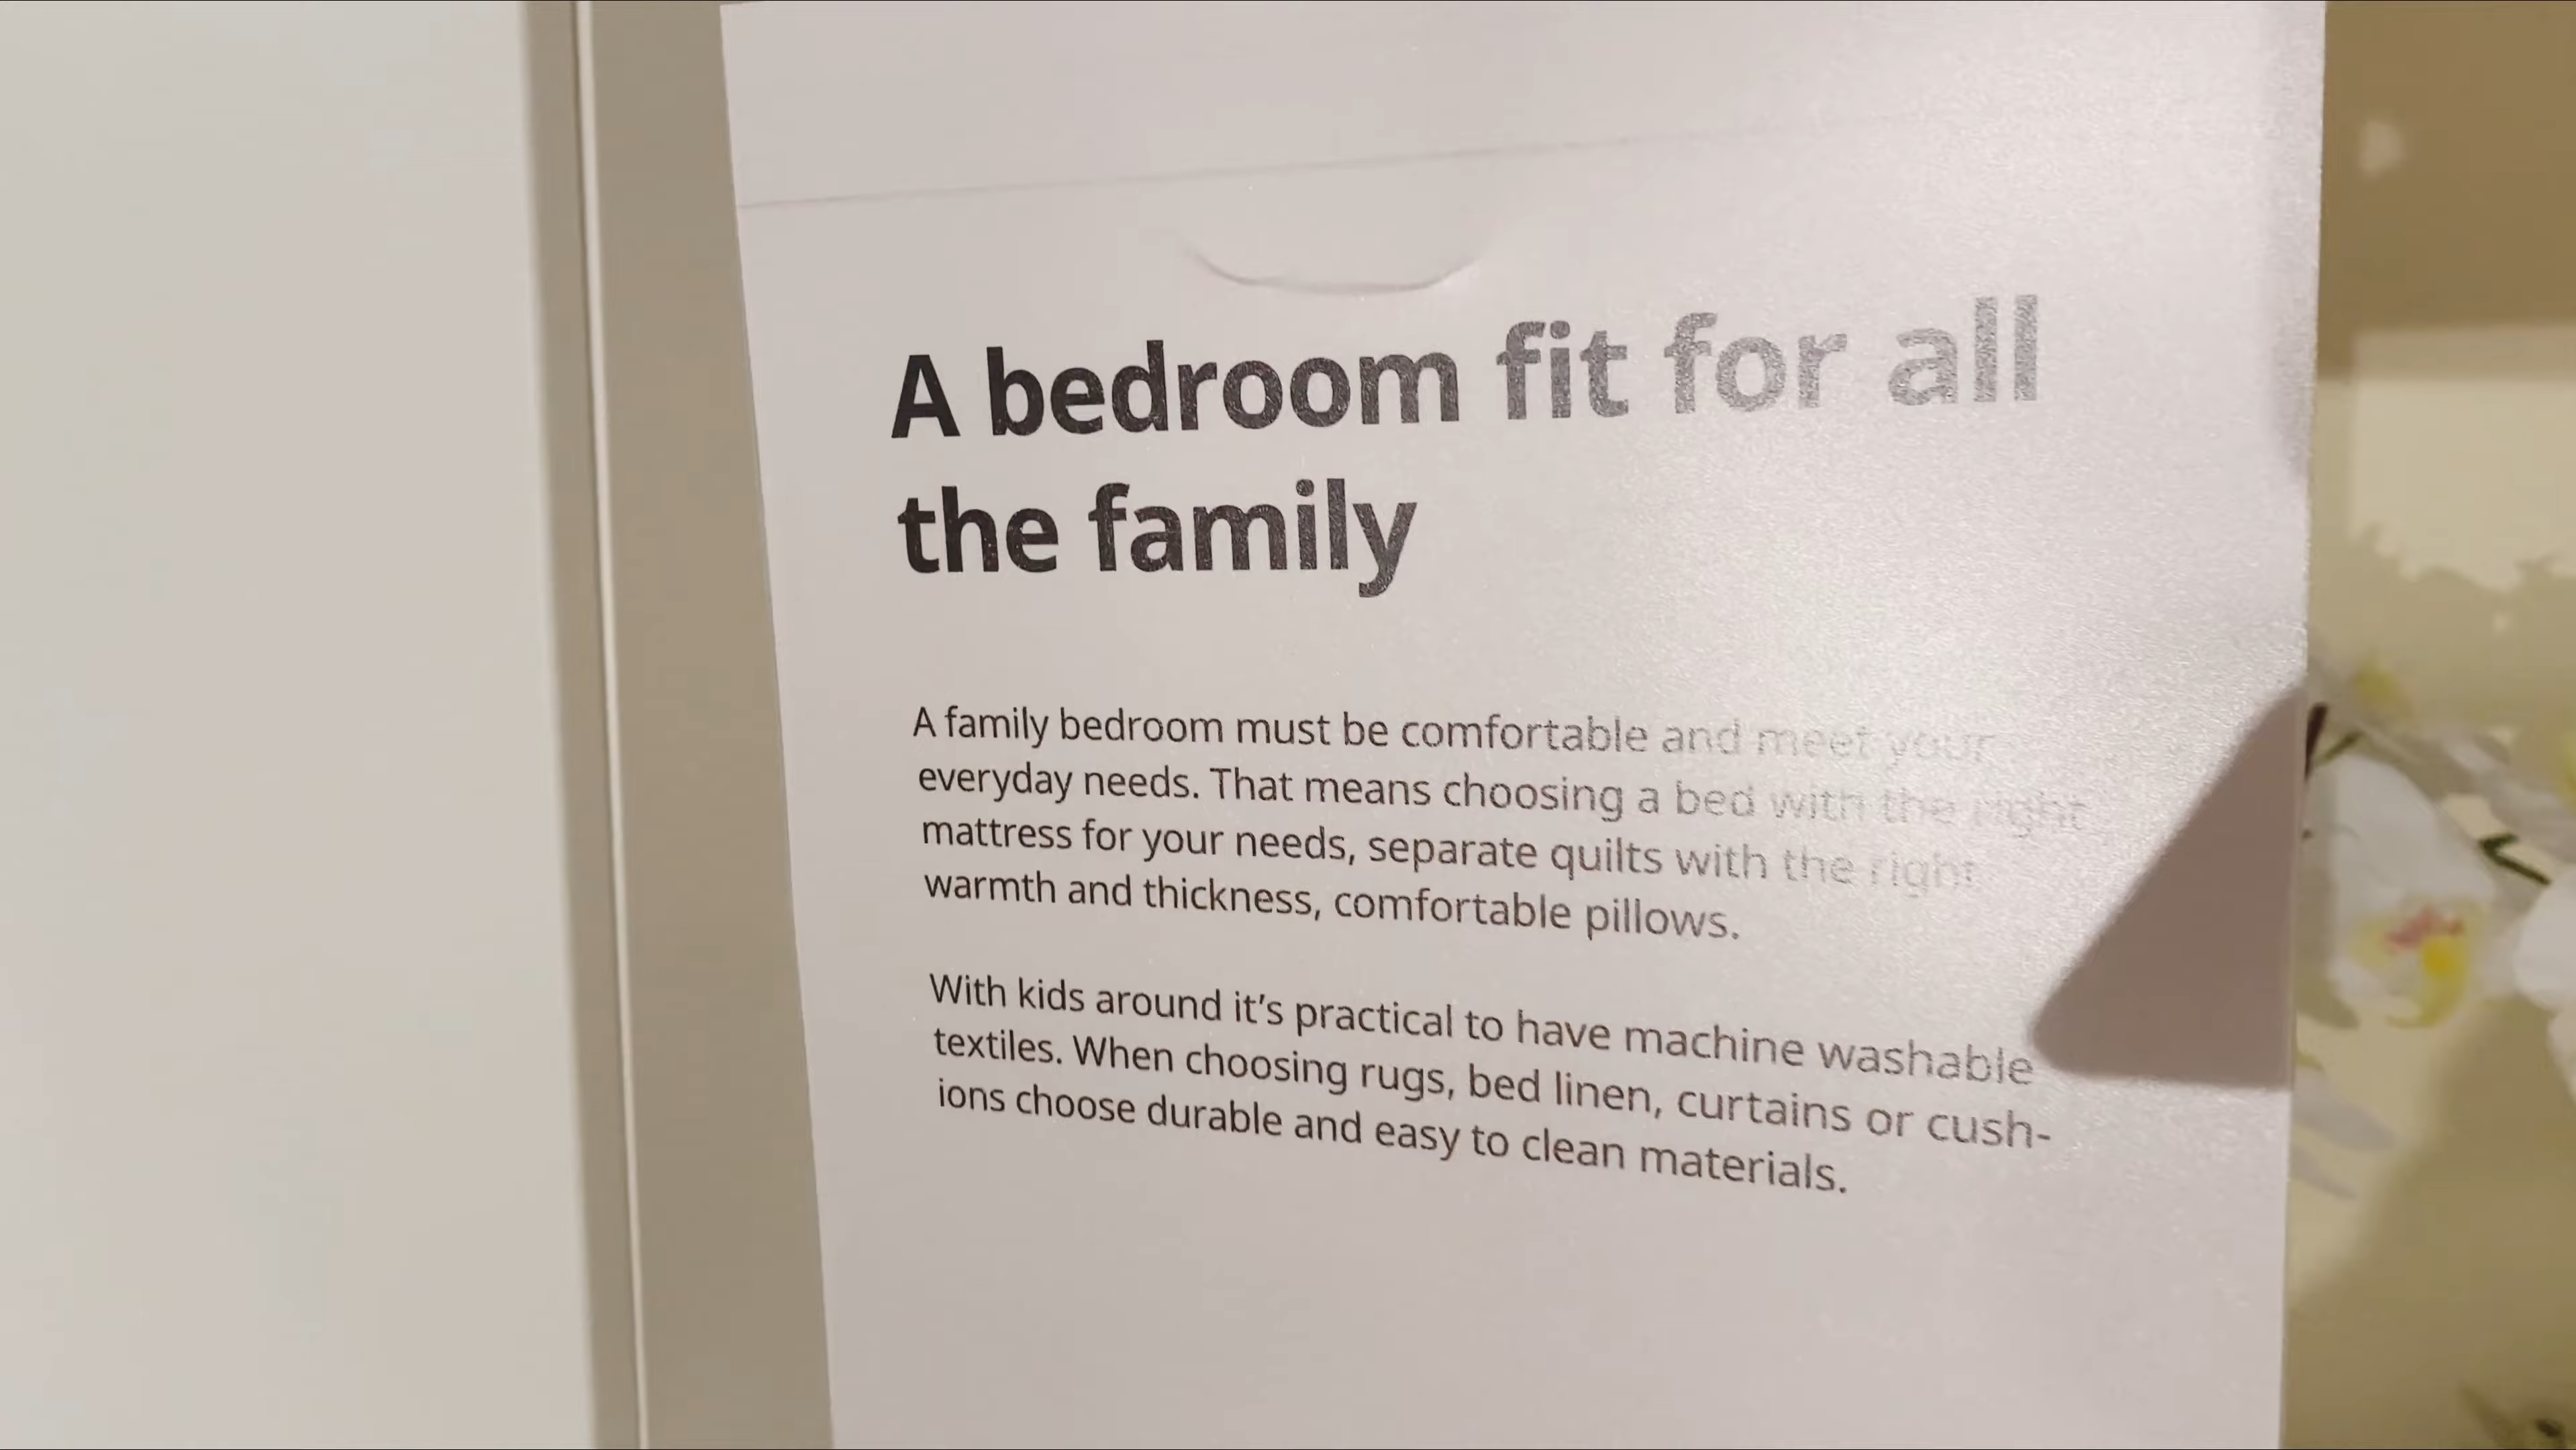 A bedroom fit for all
the family
A family bedroom must be comfortable and meet your
everyday needs. That means choosing a bed with the right
mattress for your needs, separate quilts with the right
warmth and thickness, comfortable pillows.
With kids around it’s practical to have machine washable
textiles. When choosing rugs, bed linen, curtains or cush-
ions choose durable and easy to clean materials.